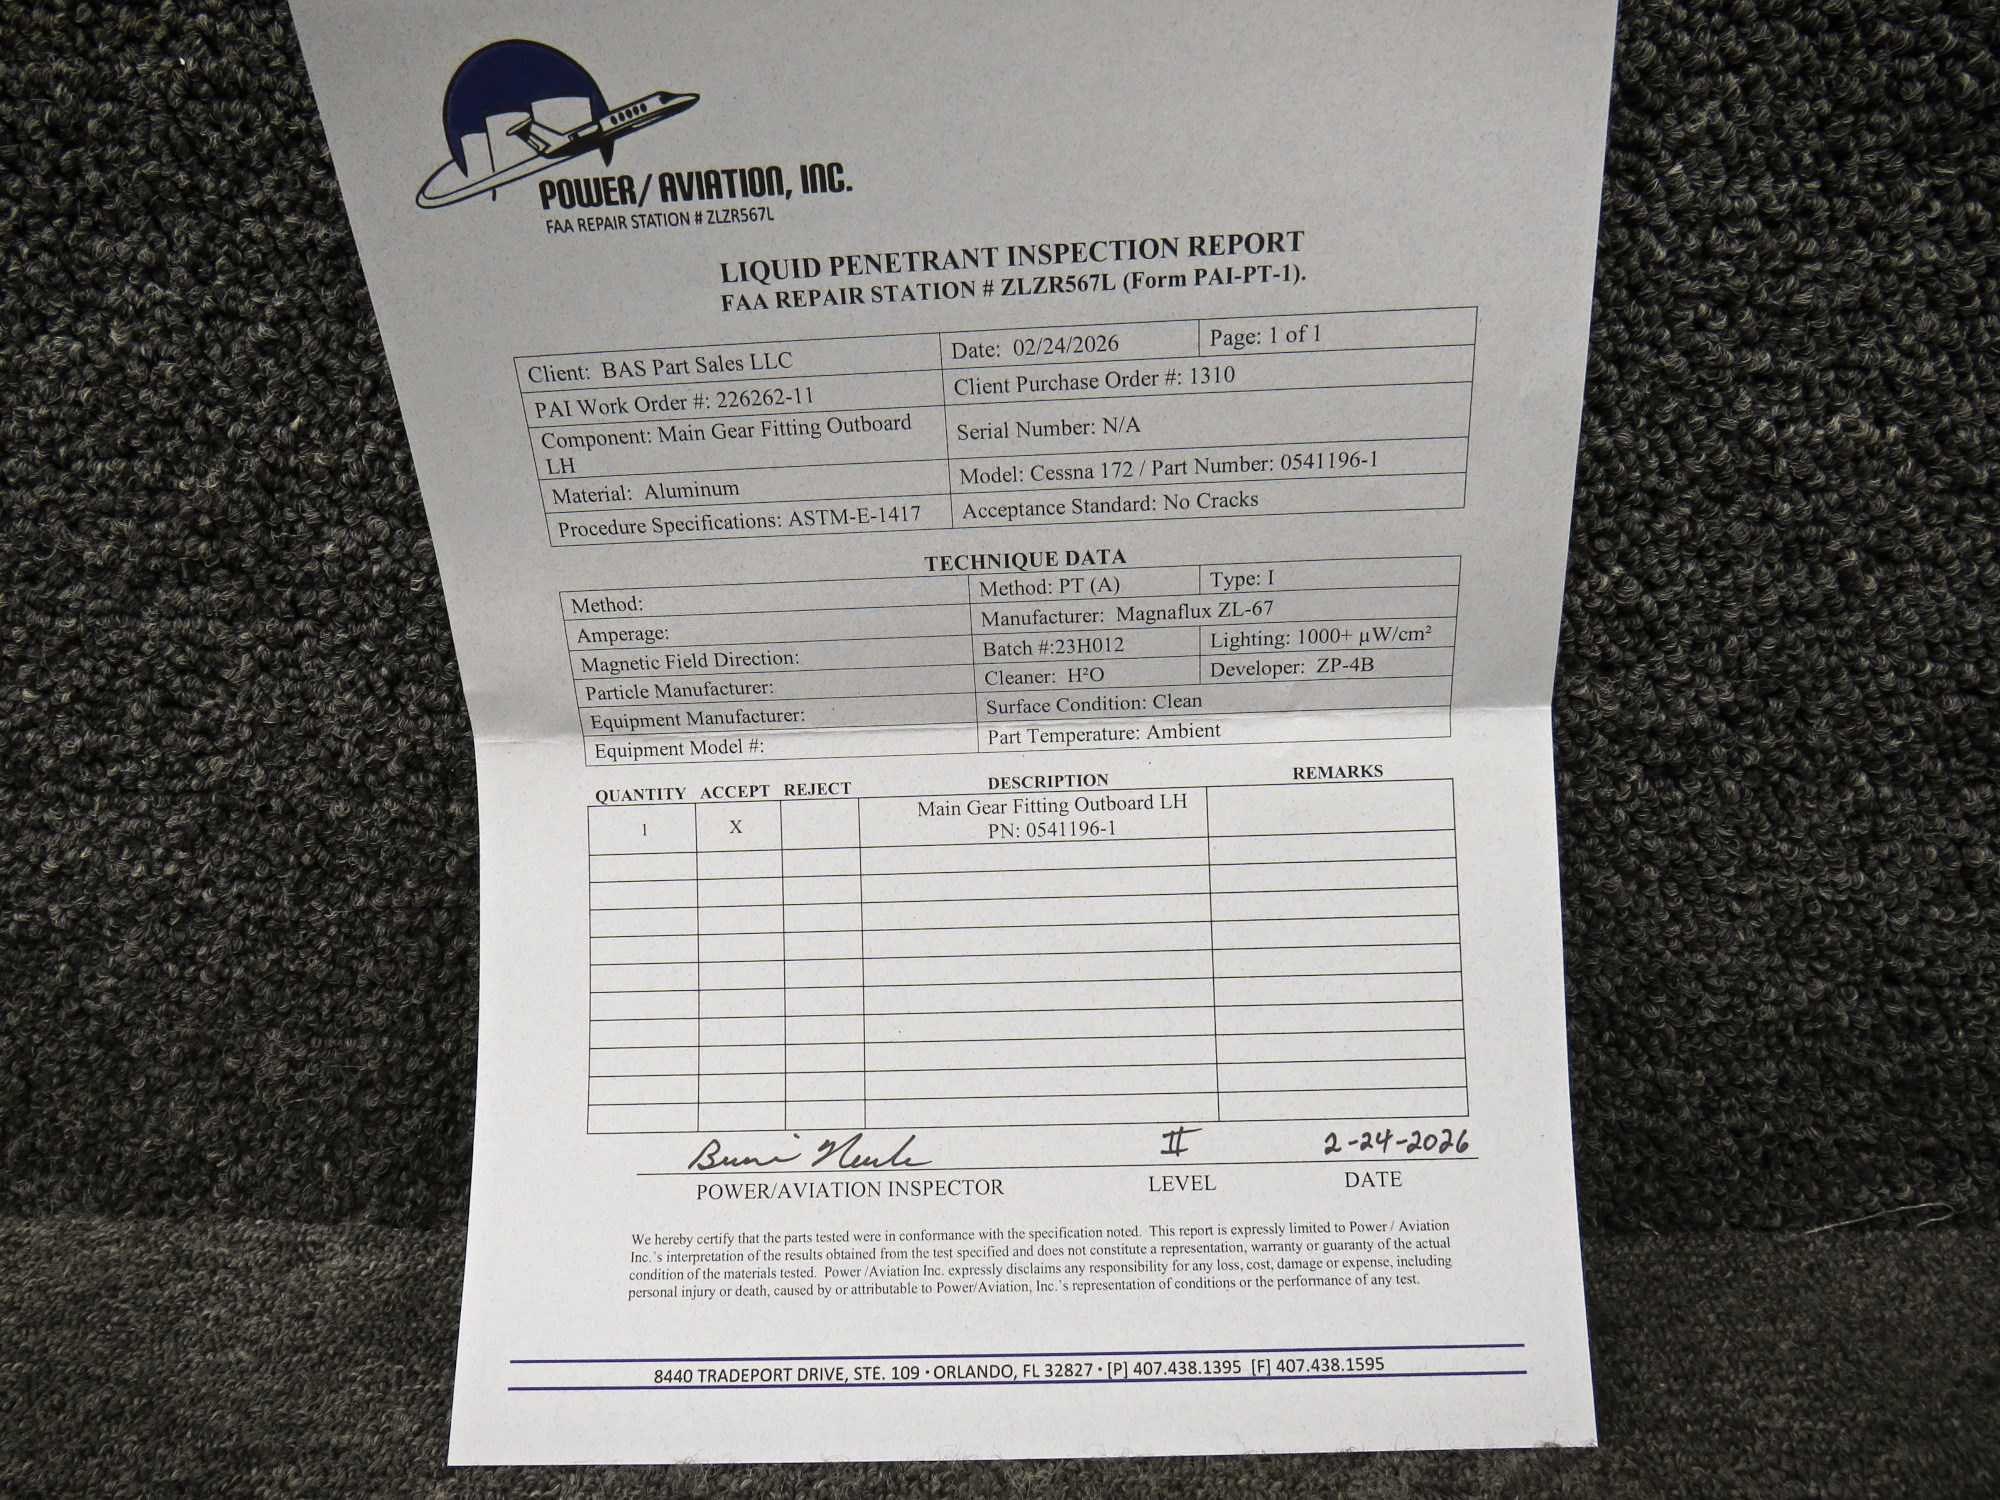 POWER/AVIATION, INC.
FAA REPAIR STATION # ZLZR567L
LIQUID PENETRANT INSPECTION REPORT
FAA REPAIR STATION # ZLZR567L (Form PAI-PT-1).
Client: BAS Part Sales LLC
Date: 02/24/2026
Page: 1 of 1
PAI Work Order #: 226262-11
Client Purchase Order #: 1310
Component: Main Gear Fitting Outboard
LH
Serial Number: N/A
Material: Aluminum
Model: Cessna 172 / Part Number: 0541196-1
Procedure Specifications: ASTM-E-1417
Acceptance Standard: No Cracks
TECHNIQUE DATA
Method:
Method: PT (A)
Type: I
Amperage:
Manufacturer: Magnaflux ZL-67
Magnetic Field Direction:
Batch #:23H012
Lighting: 1000+ µW/cm²
Particle Manufacturer:
Cleaner: H²O
Developer: ZP-4B
Equipment Manufacturer:
Surface Condition: Clean
Equipment Model #:
Part Temperature: Ambient
QUANTITY ACCEPT REJECT DESCRIPTION REMARKS
1 X Main Gear Fitting Outboard LH
PN: 0541196-1
II 2-24-2026
POWER/AVIATION INSPECTOR LEVEL DATE
We hereby certify that the parts tested were in conformance with the specification noted. This report is expressly limited to Power / Aviation
Inc.'s interpretation of the results obtained from the test specified and does not constitute a representation, warranty or guaranty of the actual
condition of the materials tested. Power /Aviation Inc. expressly disclaims any responsibility for any loss, cost, damage or expense, including
personal injury or death, caused by or attributable to Power/Aviation, Inc.'s representation of conditions or the performance of any test.
8440 TRADEPORT DRIVE, STE. 109 • ORLANDO, FL 32827 • [P] 407.438.1395 [F] 407.438.1595